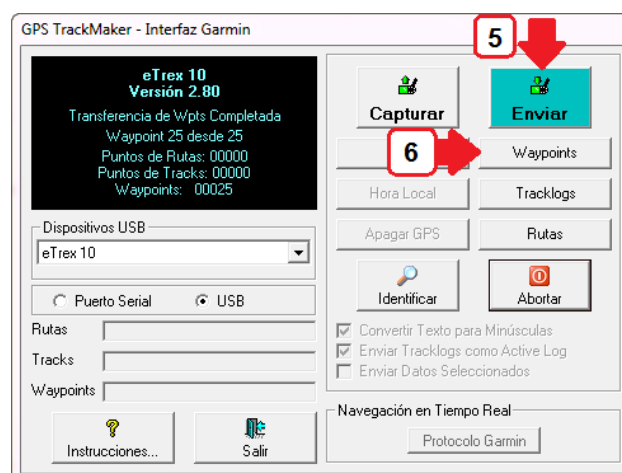 GPS TrackMaker - Interfaz Garmin
5
eTrex 10
Versión 2.80
Transferencia de Wpts Completada
Waypoint 25 desde 25
Puntos de Rutas: 00000
Puntos de Tracks: 00000
Waypoints: 00025
Capturar
Enviar
6
Waypoints
Hora Local
Tracklogs
Apagar GPS
Rutas
Dispositivos USB
eTrex 10
Puerto Serial
USB
Identificar
Abortar
Rutas
Tracks
Waypoints
Convertir Texto para Minúsculas
Enviar Tracklogs como Active Log
Enviar Datos Seleccionados
Instrucciones...
Salir
Navegación en Tiempo Real
Protocolo Garmin